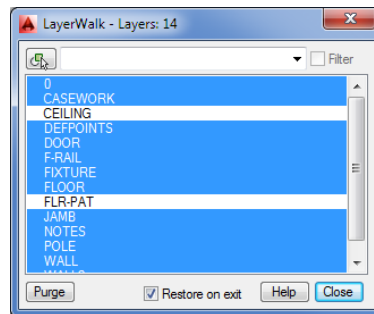 LayerWalk - Layers: 14
Filter
0
CASEWORK
CEILING
DEFPOINTS
DOOR
F-RAIL
FIXTURE
FLOOR
FLR-PAT
JAMB
NOTES
POLE
WALL
Purge
Restore on exit
Help
Close